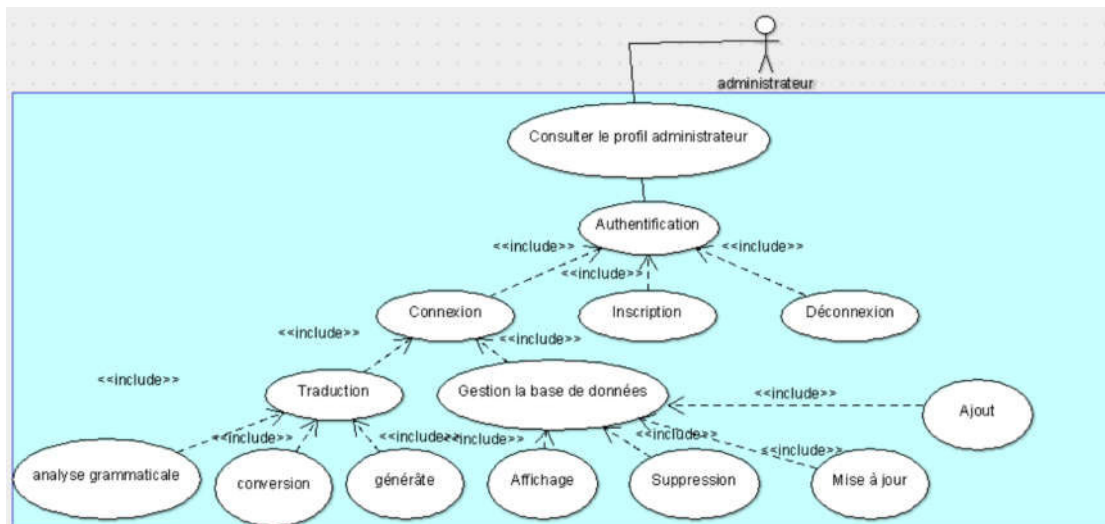 administrateur
Consulter le profil administrateur
Authentification
<<include>>
<<include>>
<<include>>
Connexion
Inscription
Déconnexion
<<include>>
<<include>>
<<include>>
Traduction
Gestion la base de données
<<include>>
Ajout
<<include>>
<<include>>
<<include>>
<<include>>
<<include>>
analyse grammaticale
conversion
générâte
Affichage
Suppression
Mise à jour